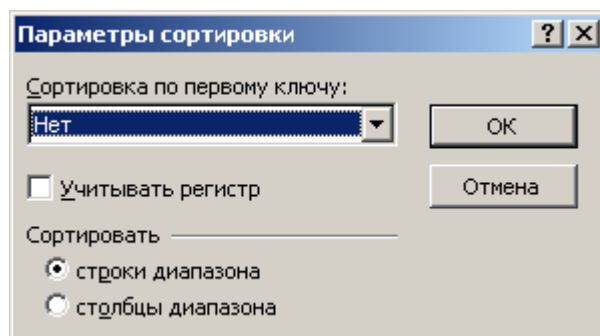 Параметры сортировки
Сортировка по первому ключу:
Нет
ОК
Учитывать регистр
Отмена
Сортировать
строки диапазона
столбцы диапазона